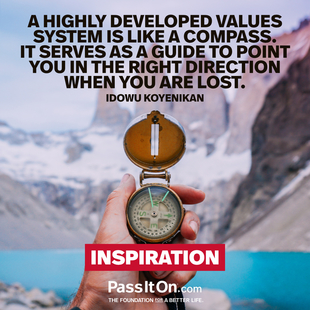 A HIGHLY DEVELOPED VALUES
SYSTEM IS LIKE A COMPASS.
IT SERVES AS A GUIDE TO POINT
YOU IN THE RIGHT DIRECTION
WHEN YOU ARE LOST.
IDOWU KOYENIKAN
INSPIRATION
PassItOn.com
THE FOUNDATION FOR A BETTER LIFE.